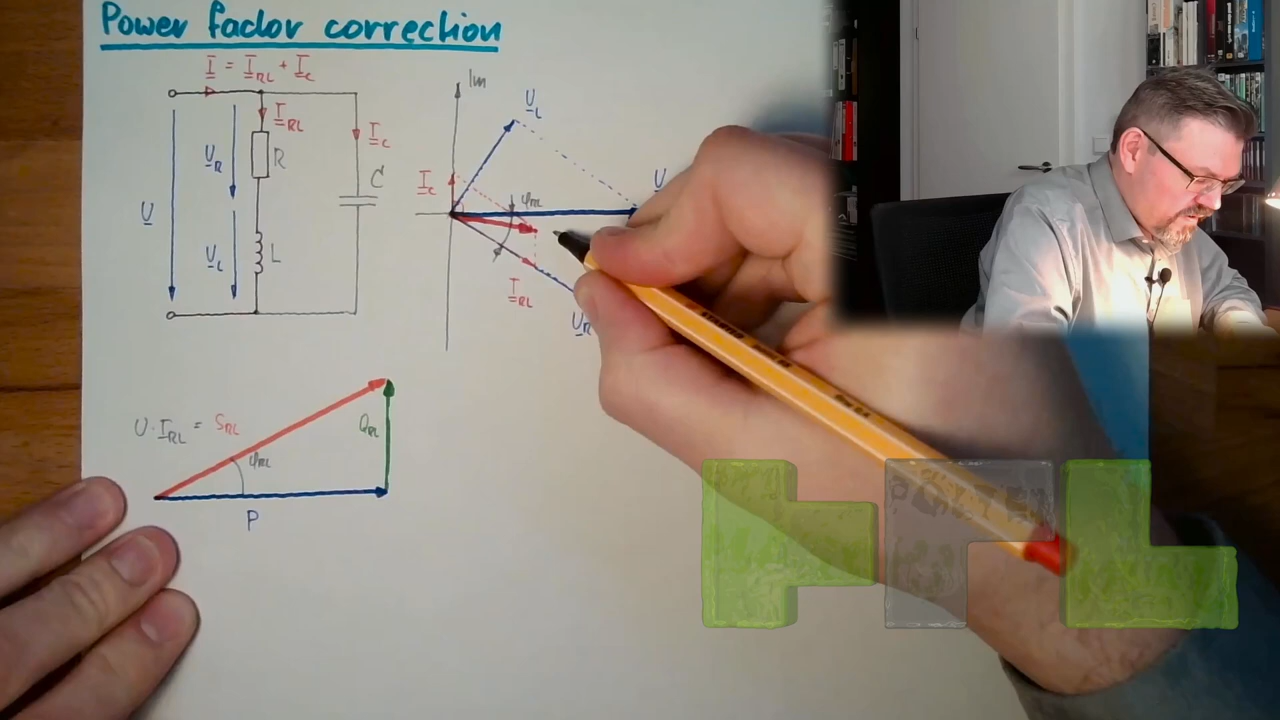 Power factor correction
I = I_RL + I_C
Im
U_L
I_RL
I_C
U_R
R
C
I_C
φ_RL
U
U
U_L
L
I_RL
U_R
U · I_RL = S_RL
Q_RL
φ_RL
P